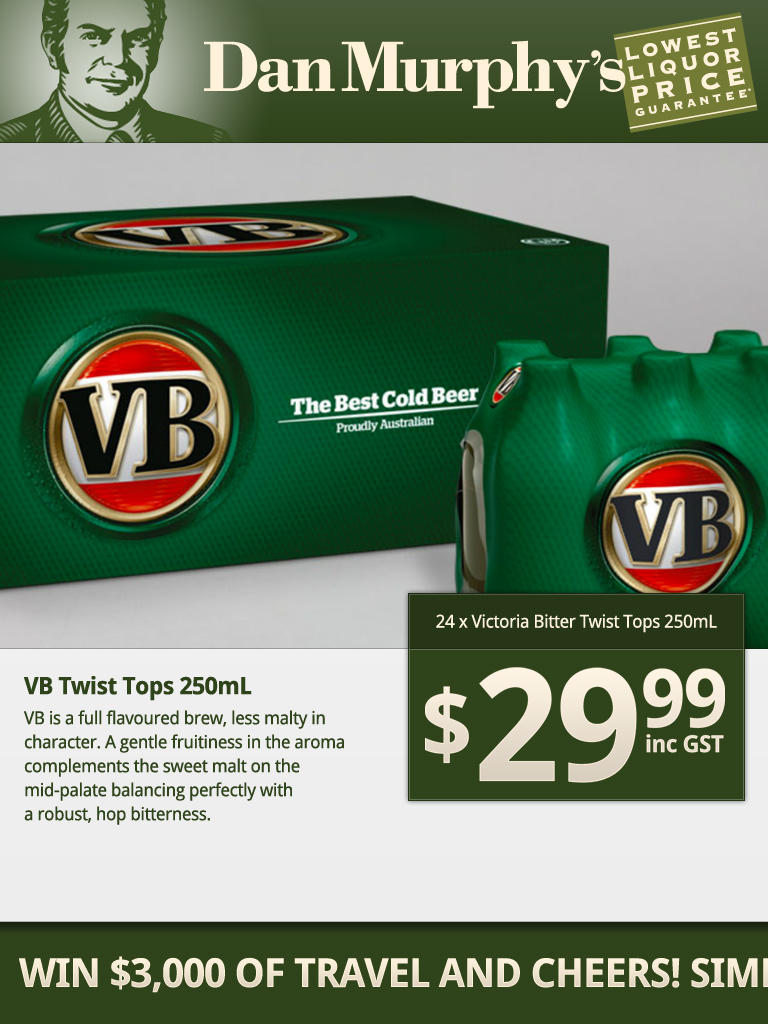 Dan Murphy's
LOWEST
LIQUOR
PRICE
GUARANTEE*
VB
VB
The Best Cold Beer
Proudly Australian
VB
24 x Victoria Bitter Twist Tops 250mL
$29 99
inc GST
VB Twist Tops 250mL
VB is a full flavoured brew, less malty in
character. A gentle fruitiness in the aroma
complements the sweet malt on the
mid-palate balancing perfectly with
a robust, hop bitterness.
WIN $3,000 OF TRAVEL AND CHEERS! SIM